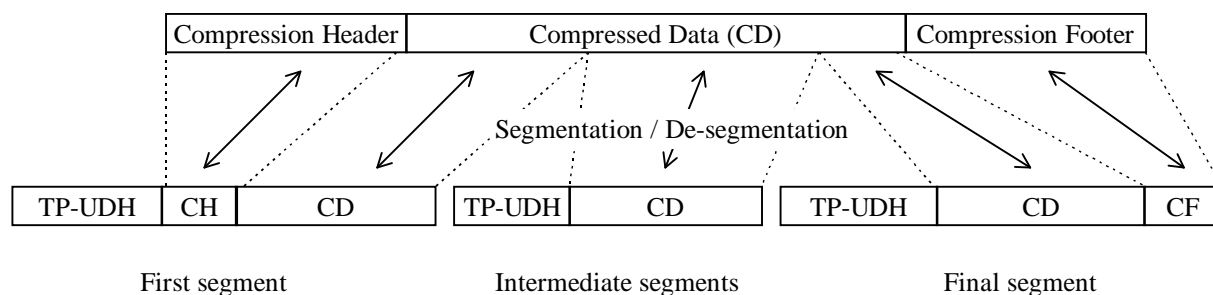 Compression Header Compressed Data (CD) Compression Footer
Segmentation / De-segmentation
TP-UDH CH CD TP-UDH CD TP-UDH CD CF
First segment Intermediate segments Final segment